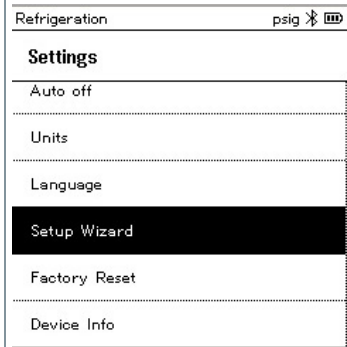 Refrigeration psig
Settings
Auto off
Units
Language
Setup Wizard
Factory Reset
Device Info